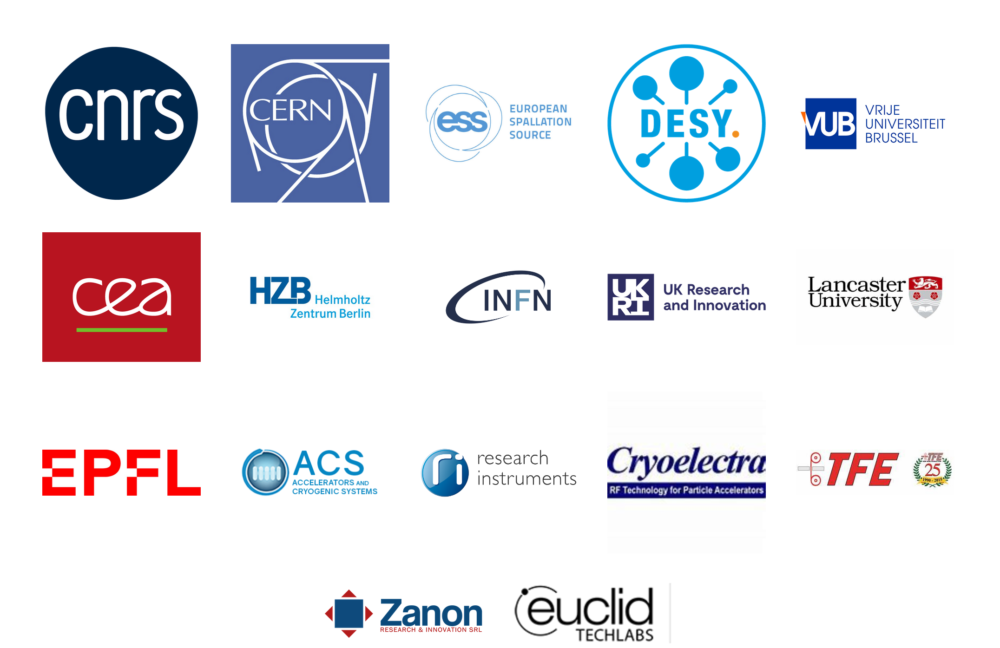 cnrs
CERN
ess
EUROPEAN
SPALLATION
SOURCE
DESY.
VUB
VRIJE
UNIVERSITEIT
BRUSSEL
cea
HZB
Helmholtz
Zentrum Berlin
INFN
UK
RI
UK Research
and Innovation
Lancaster
University
EPFL
ACS
ACCELERATORS AND
CRYOGENIC SYSTEMS
ri
research
instruments
Cryoelectra
RF Technology for Particle Accelerators
TFE
TFE
25
1990 - 2015
Zanon
RESEARCH & INNOVATION SRL
euclid
TECHLABS